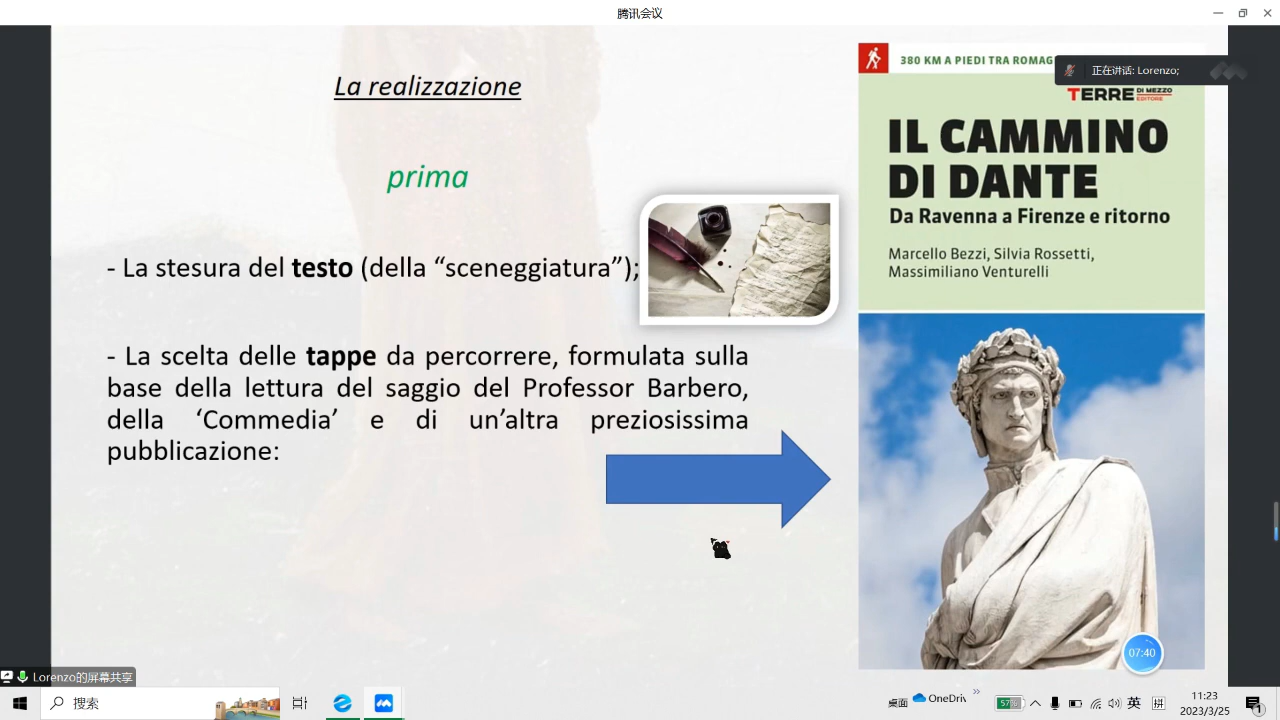 腾讯会议
La realizzazione
prima
- La stesura del testo (della “sceneggiatura”);
- La scelta delle tappe da percorrere, formulata sulla
base della lettura del saggio del Professor Barbero,
della ‘Commedia’ e di un’altra preziosissima
pubblicazione:
380 KM A PIEDI TRA ROMAG
正在讲话: Lorenzo;
TERRE DI MEZZO
EDITORE
IL CAMMINO
DI DANTE
Da Ravenna a Firenze e ritorno
Marcello Bezzi, Silvia Rossetti,
Massimiliano Venturelli
07:40
Lorenzo的屏幕共享
搜索
桌面
OneDriv
57%
英
拼
11:23
2023/3/25
1